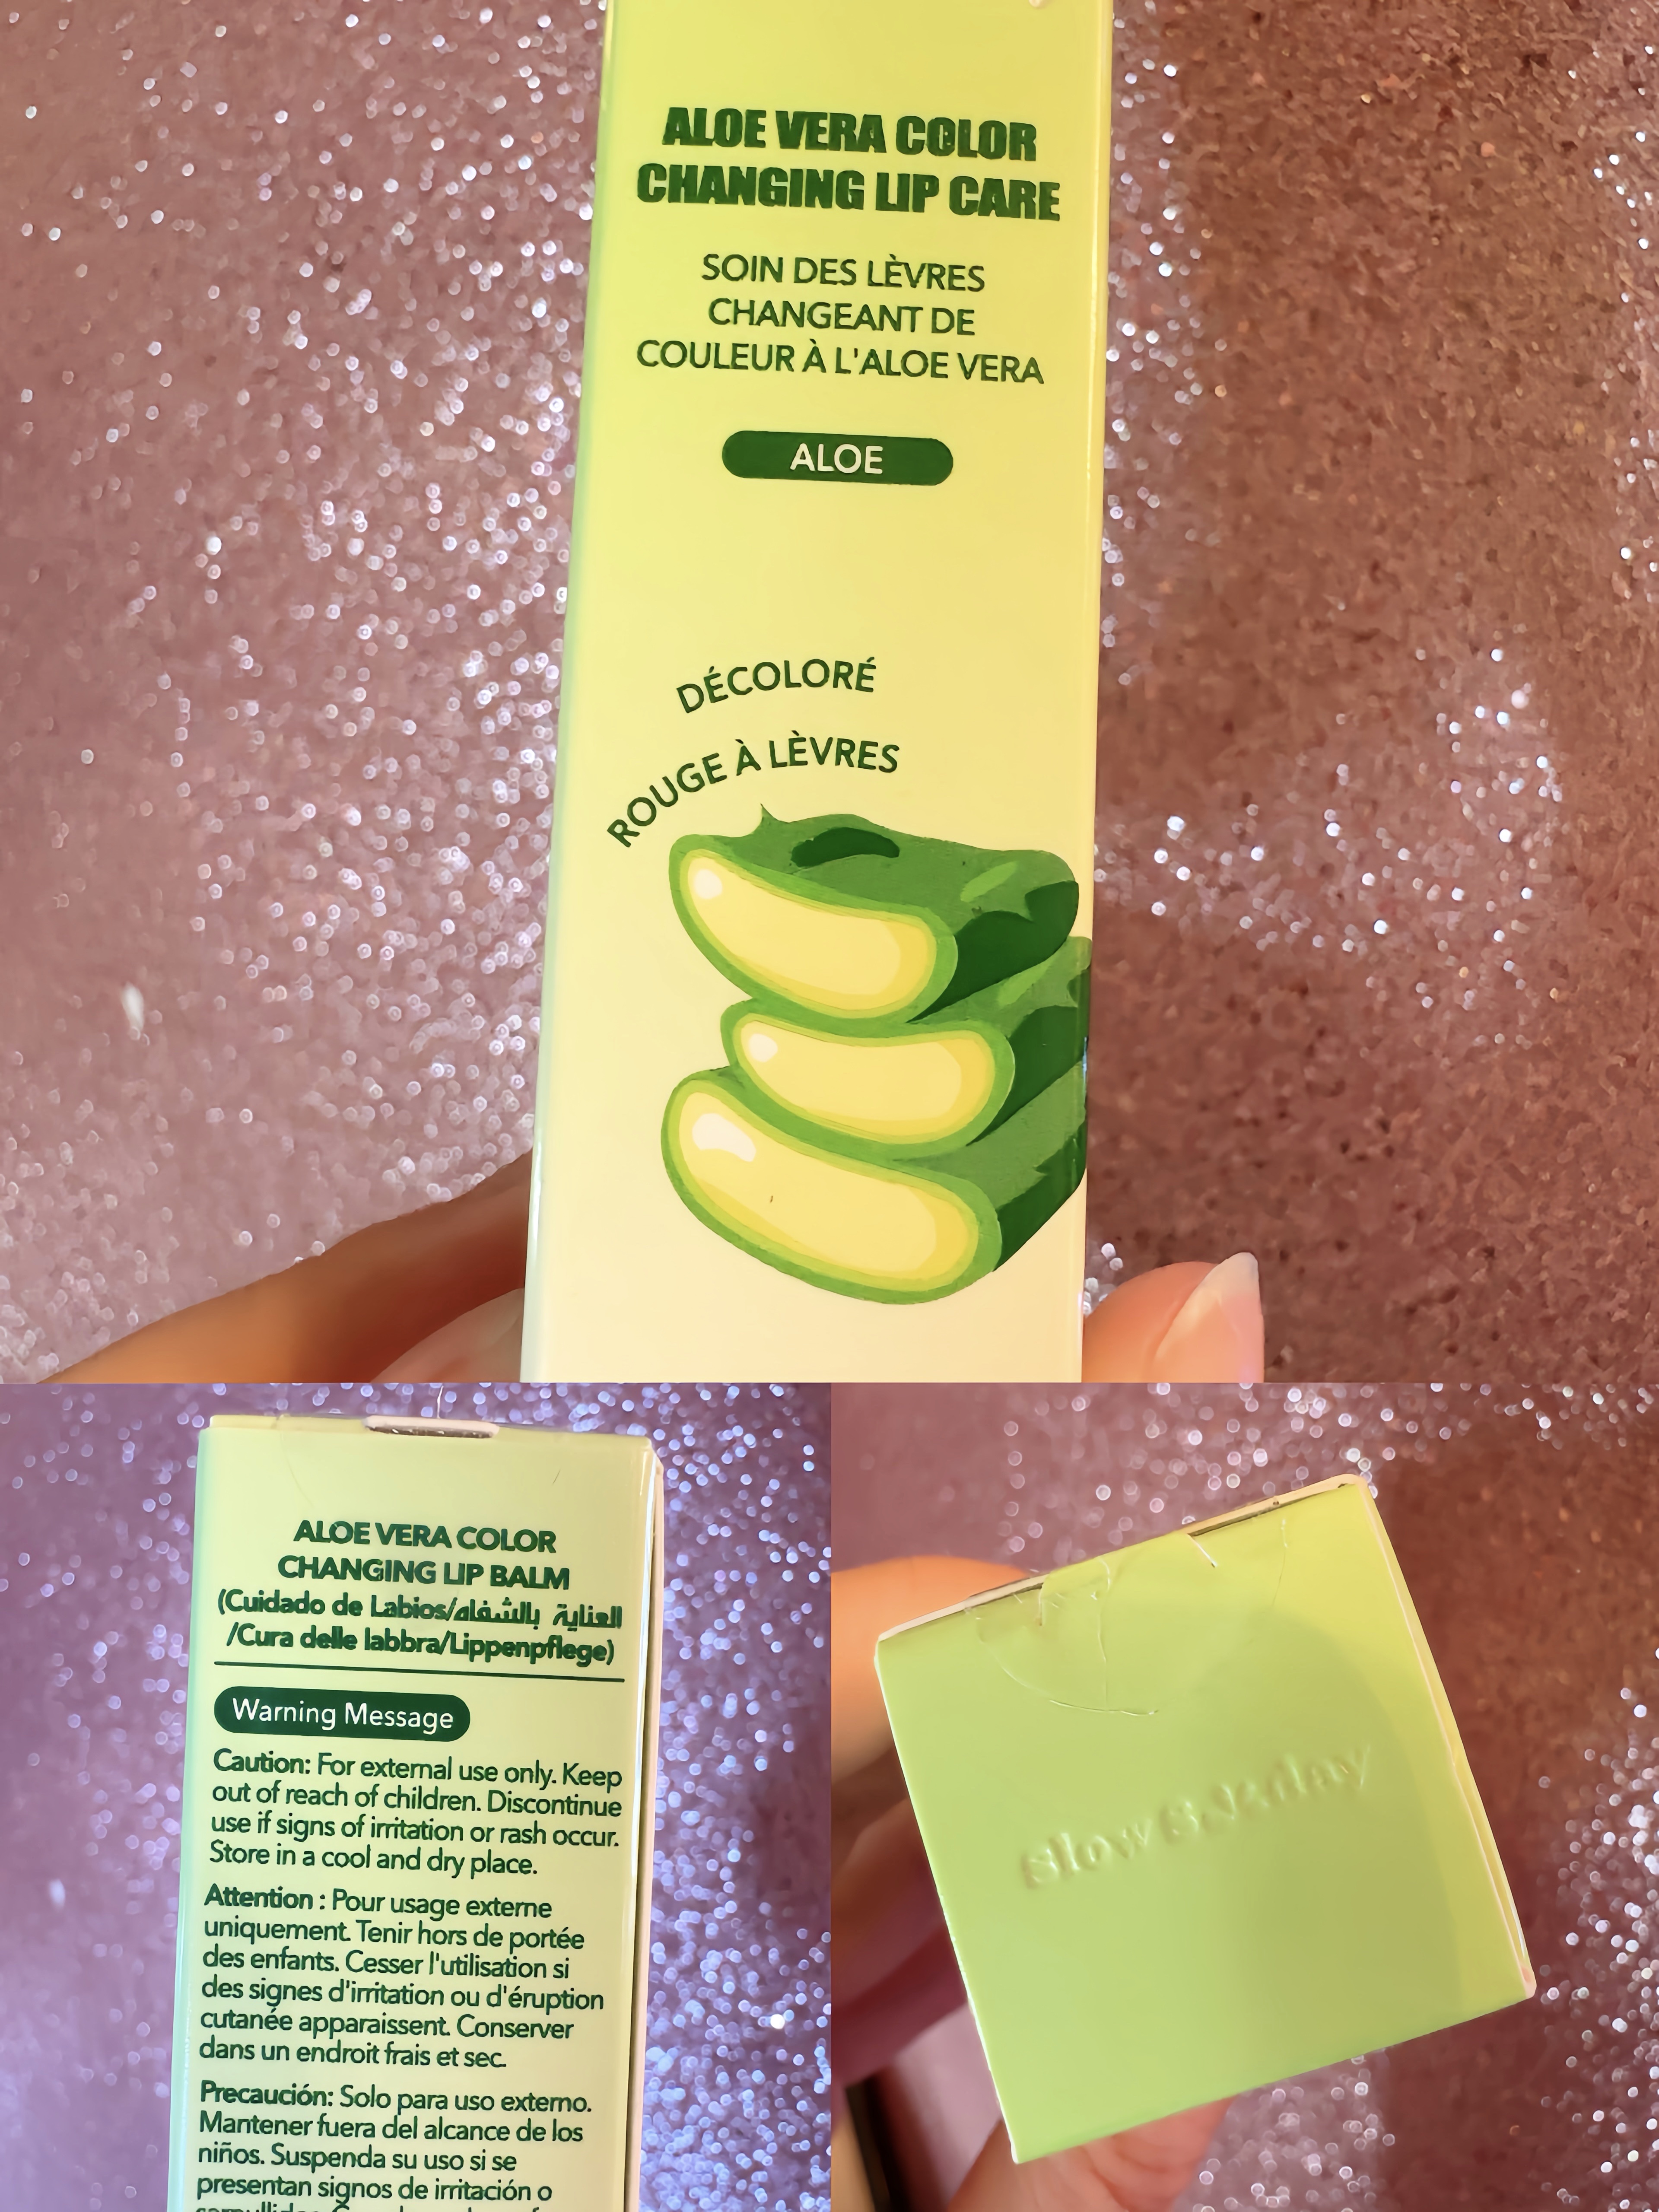 ALOE VERA COLOR
CHANGING LIP CARE
SOIN DES LÈVRES
CHANGEANT DE
COULEUR À L'ALOE VERA
ALOE
DÉCOLORÉ
ROUGE À LÈVRES
ALOE VERA COLOR
CHANGING LIP BALM
(Cuidado de Labios/العناية بالشفاه
/Cura delle labbra/Lippenpflege)
Warning Message
Caution: For external use only. Keep
out of reach of children. Discontinue
use if signs of irritation or rash occur.
Store in a cool and dry place.
Attention : Pour usage externe
uniquement. Tenir hors de portée
des enfants. Cesser l'utilisation si
des signes d'irritation ou d'éruption
cutanée apparaissent. Conserver
dans un endroit frais et sec.
Precaución: Solo para uso externo.
Mantener fuera del alcance de los
niños. Suspenda su uso si se
presentan signos de irritación o
Slow Sunday